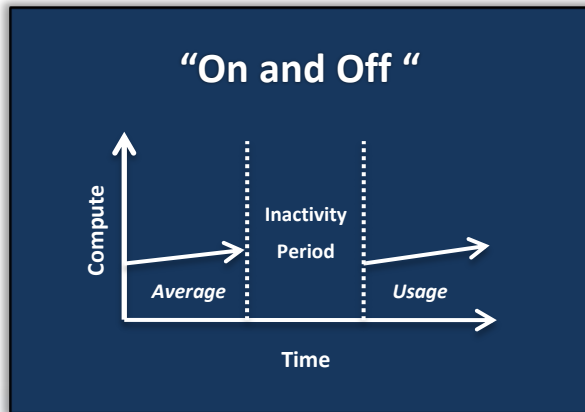 “On and Off “
Compute
Inactivity
Period
Average
Usage
Time